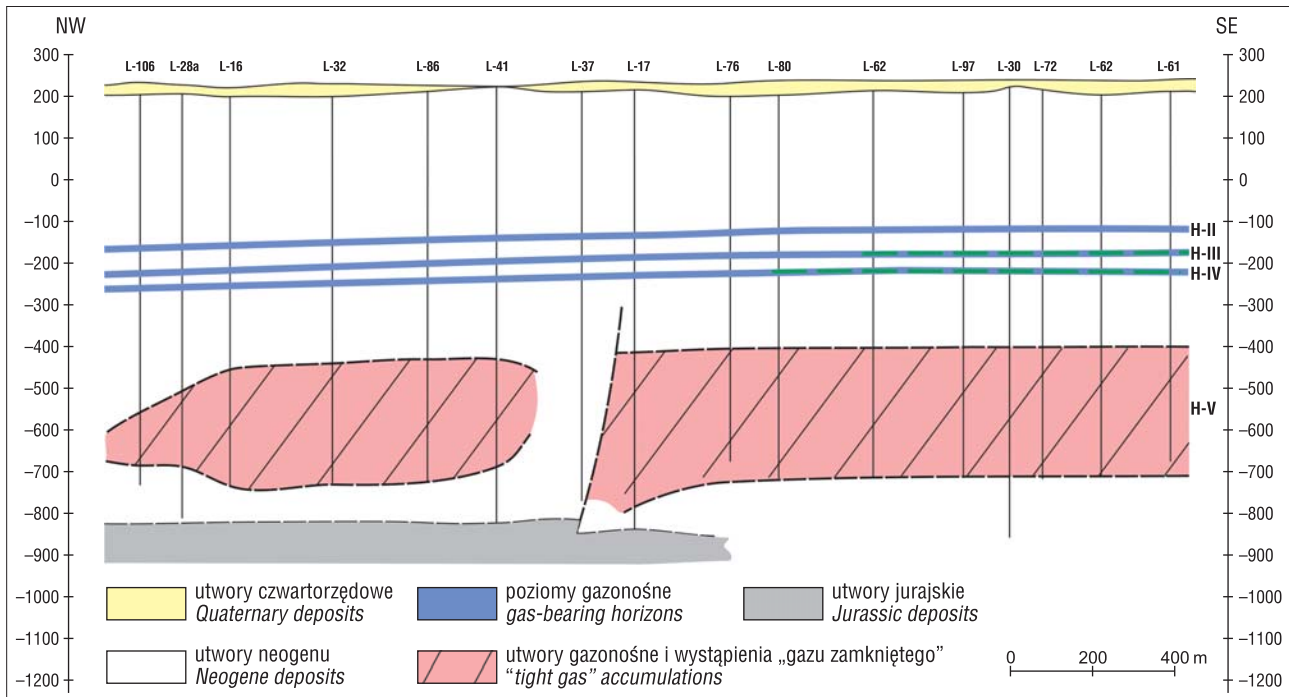 NW
SE
L-106 L-28a L-16 L-32 L-86 L-41 L-37 L-17 L-76 L-80 L-62 L-97 L-30 L-72 L-62 L-61
300 300
200 200
100 100
0 0
–100 –100
H-II
H-III
–200 –200
H-IV
–300 –300
–400 –400
–500 –500
H-V
–600 –600
–700 –700
–800 –800
–900 –900
–1000 –1000
–1100 –1100
–1200 –1200
utwory czwartorzędowe
Quaternary deposits
poziomy gazonośne
gas-bearing horizons
utwory jurajskie
Jurassic deposits
utwory neogenu
Neogene deposits
utwory gazonośne i wystąpienia „gazu zamkniętego”
“tight gas” accumulations
0 200 400 m